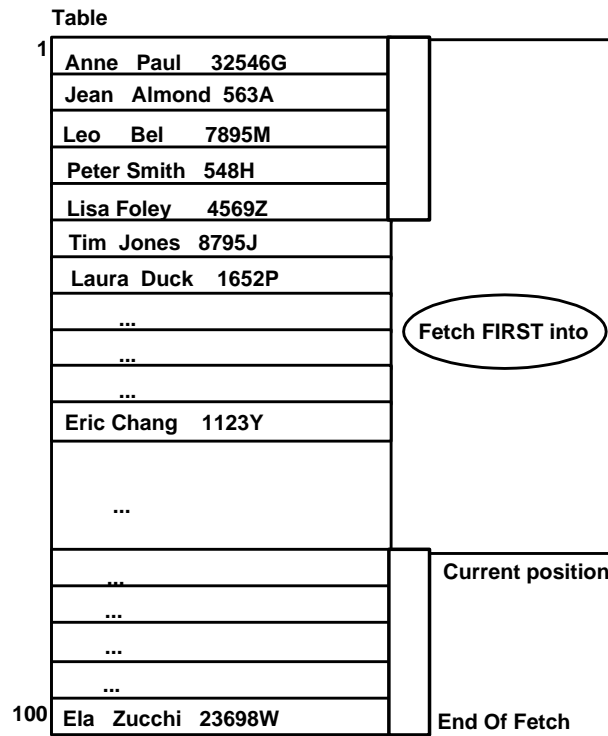 Table
1
Anne Paul 32546G
Jean Almond 563A
Leo Bel 7895M
Peter Smith 548H
Lisa Foley 4569Z
Tim Jones 8795J
Laura Duck 1652P
...
...
...
Fetch FIRST into
Eric Chang 1123Y
...
...
Current position
...
...
...
100
Ela Zucchi 23698W
End Of Fetch